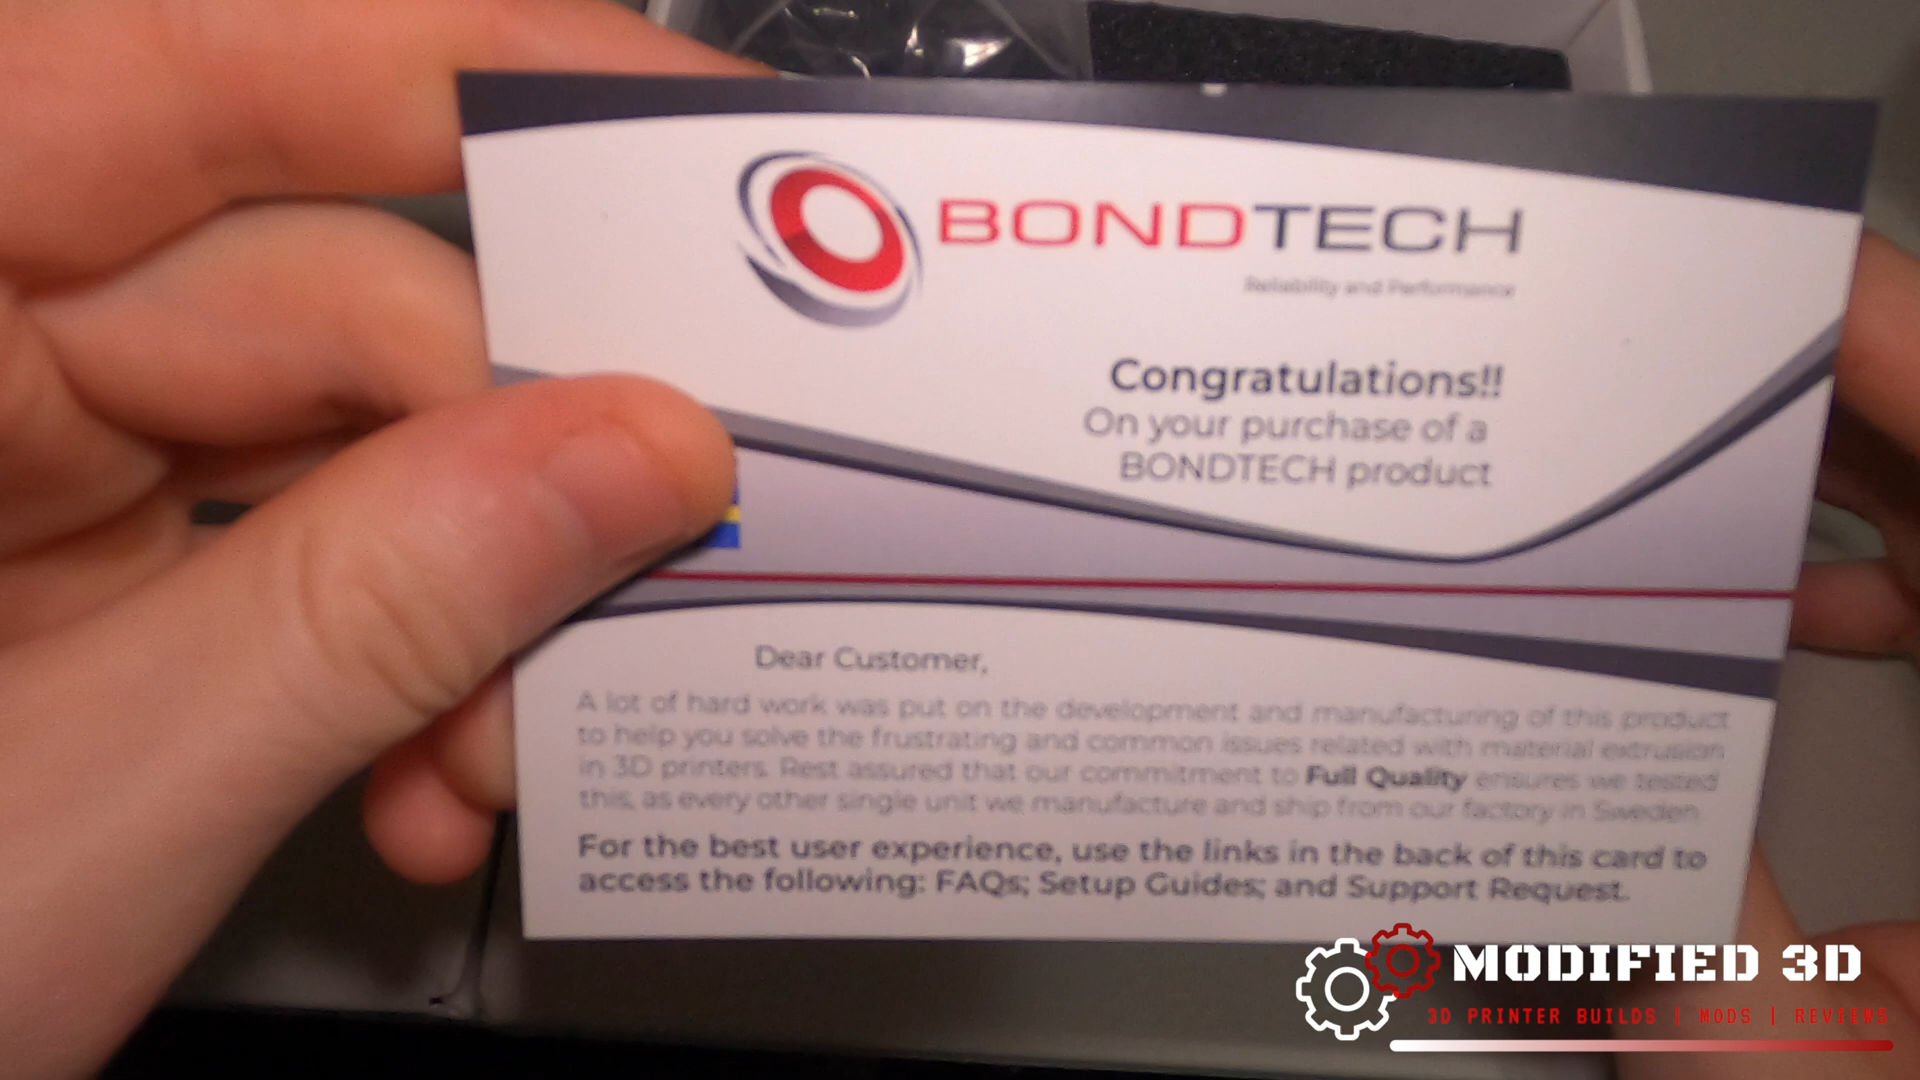 BONDTECH
Reliability and Performance
Congratulations!!
On your purchase of a
BONDTECH product
Dear Customer,
A lot of hard work was put on the development and manufacturing of this product
to help you solve the frustrating and common issues related with material extrusion
in 3D printers. Rest assured that our commitment to Full Quality ensures we tested
this, as every other single unit we manufacture and ship from our factory in Sweden.
For the best user experience, use the links in the back of this card to
access the following: FAQs; Setup Guides; and Support Request.
MODIFIED 3D
3D PRINTER BUILDS | MODS | REVIEWS